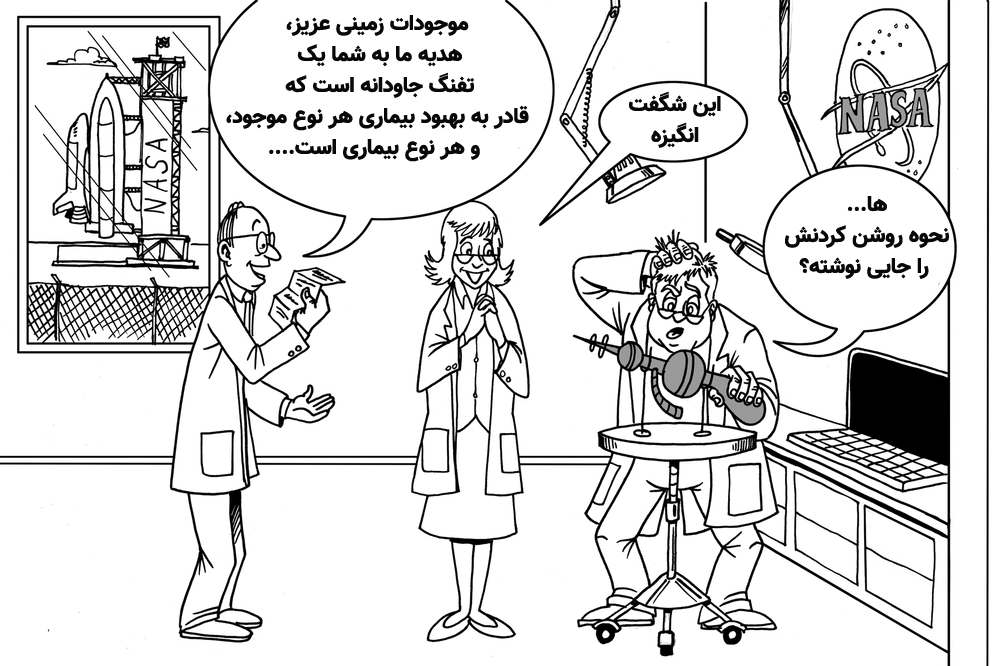 موجودات زمینی عزیز،
هدیه ما به شما یک
تفنگ جاودانه است که
قادر به بهبود بیماری هر نوع موجود،
و هر نوع بیماری است....
این شگفت
انگیزه
ها...
نحوه روشن کردنش
را جایی نوشته؟
NASA
NASA